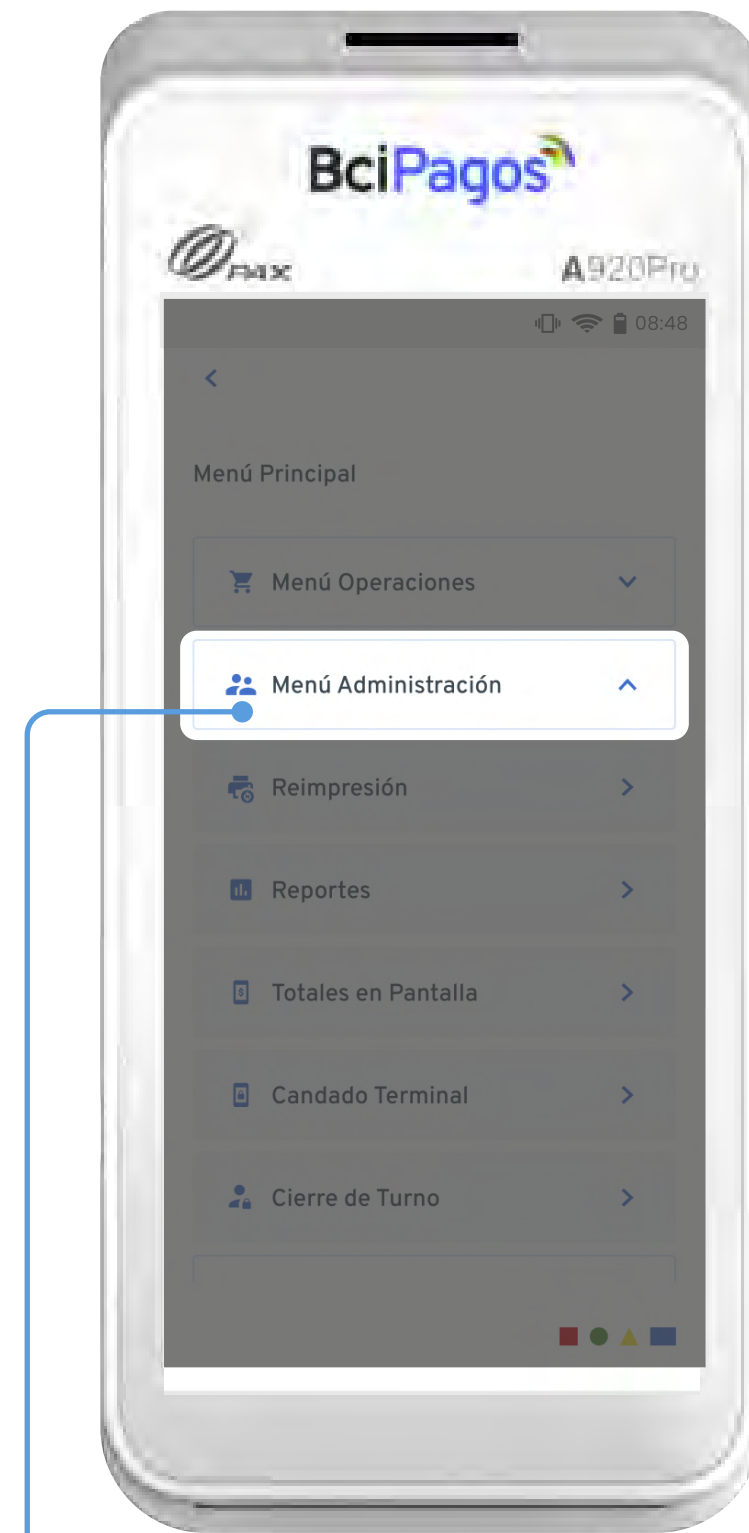 BciPagos
PAX
A920Pro
08:48
Menú Principal
Menú Operaciones
Menú Administración
Reimpresión
Reportes
Totales en Pantalla
Candado Terminal
Cierre de Turno